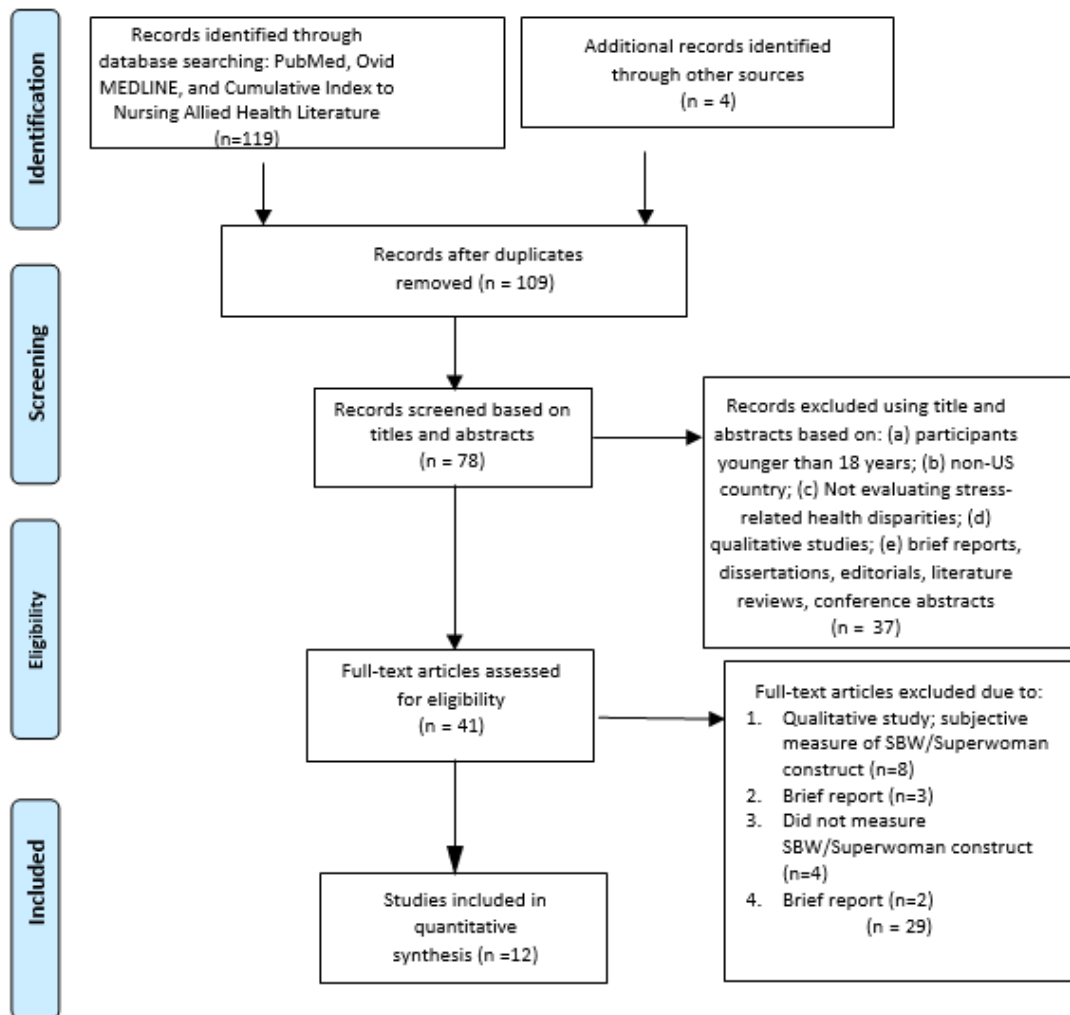 Identification
Records identified through
database searching: PubMed, Ovid
MEDLINE, and Cumulative Index to
Nursing Allied Health Literature
(n=119)
Additional records identified
through other sources
(n = 4)
Records after duplicates
removed (n = 109)
Screening
Records screened based on
titles and abstracts
(n = 78)
Records excluded using title and
abstracts based on: (a) participants
younger than 18 years; (b) non-US
country; (c) Not evaluating stress-
related health disparities; (d)
qualitative studies; (e) brief reports,
dissertations, editorials, literature
reviews, conference abstracts
(n = 37)
Eligibility
Full-text articles assessed
for eligibility
(n = 41)
Full-text articles excluded due to:
1. Qualitative study; subjective
measure of SBW/Superwoman
construct (n=8)
2. Brief report (n=3)
3. Did not measure
SBW/Superwoman construct
(n=4)
4. Brief report (n=2)
(n = 29)
Included
Studies included in
quantitative
synthesis (n =12)